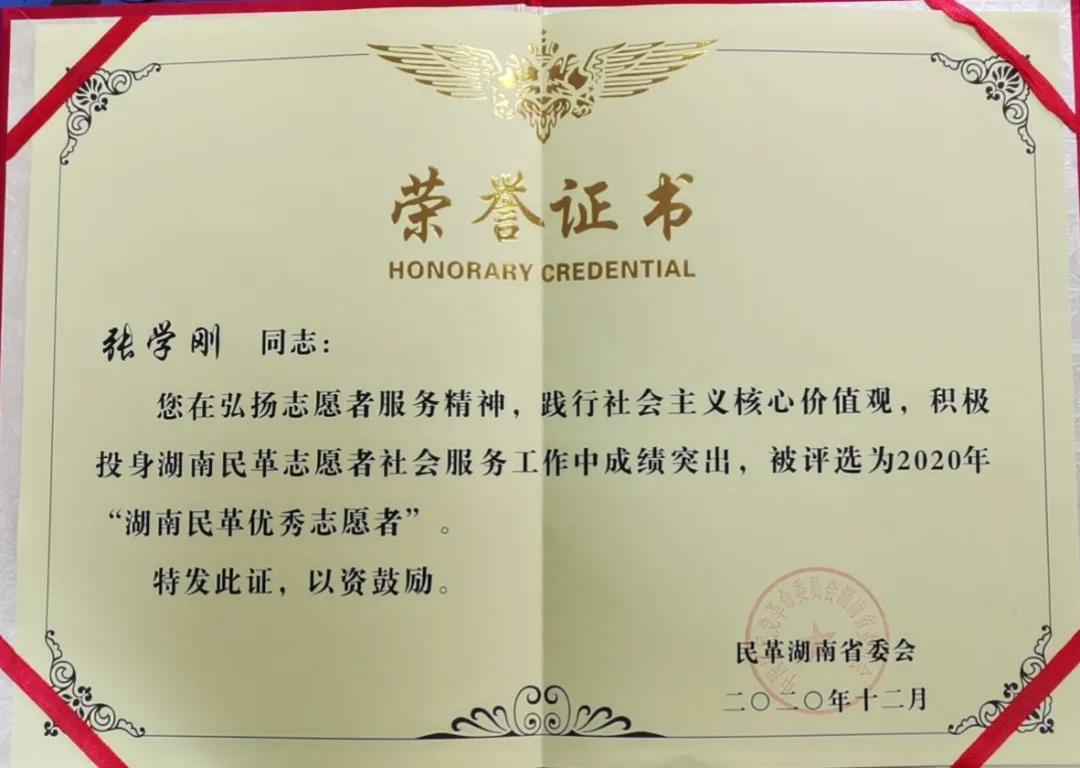 荣誉证书
HONORARY CREDENTIAL
张学刚 同志：
您在弘扬志愿者服务精神，践行社会主义核心价值观，积极
投身湖南民革志愿者社会服务工作中成绩突出，被评选为2020年
“湖南民革优秀志愿者”。
特发此证，以资鼓励。
民革湖南省委会
二〇二〇年十二月